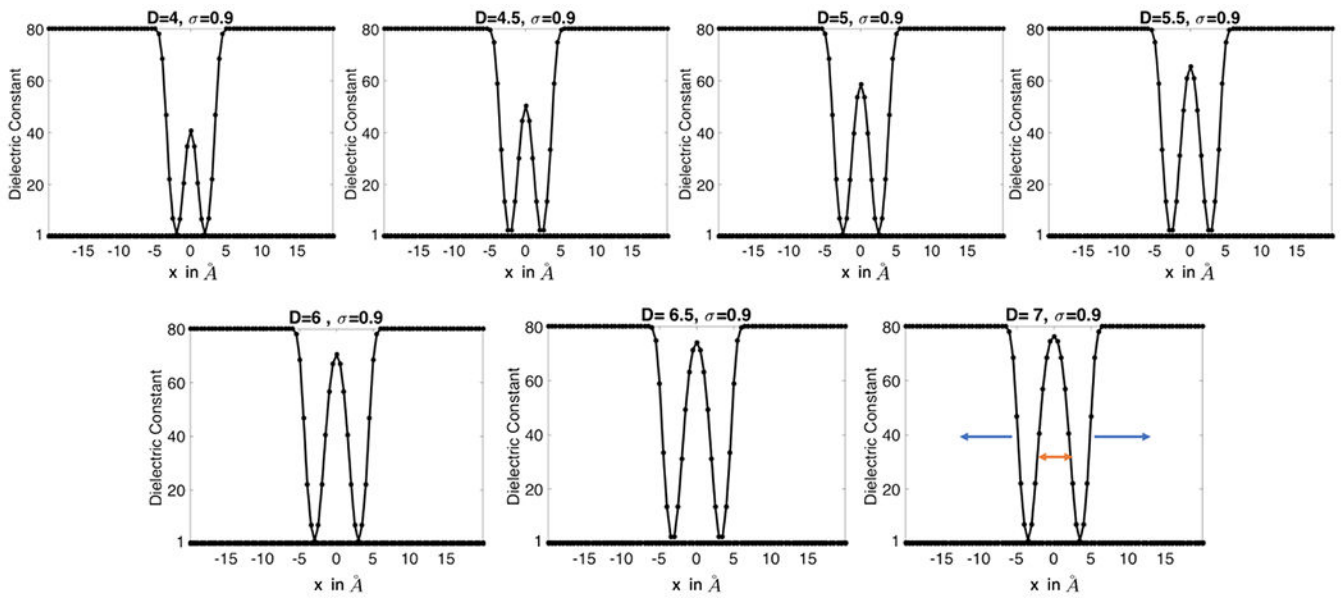 D=4, σ=0.9
Dielectric Constant
80
60
40
20
1
-15 -10 -5 0 5 10 15
x in Å
D=4.5, σ=0.9
Dielectric Constant
80
60
40
20
1
-15 -10 -5 0 5 10 15
x in Å
D=5, σ=0.9
Dielectric Constant
80
60
40
20
1
-15 -10 -5 0 5 10 15
x in Å
D=5.5, σ=0.9
Dielectric Constant
80
60
40
20
1
-15 -10 -5 0 5 10 15
x in Å
D=6 , σ=0.9
Dielectric Constant
80
60
40
20
1
-15 -10 -5 0 5 10 15
x in Å
D= 6.5, σ=0.9
Dielectric Constant
80
60
40
20
1
-15 -10 -5 0 5 10 15
x in Å
D= 7, σ=0.9
Dielectric Constant
80
60
40
20
1
-15 -10 -5 0 5 10 15
x in Å